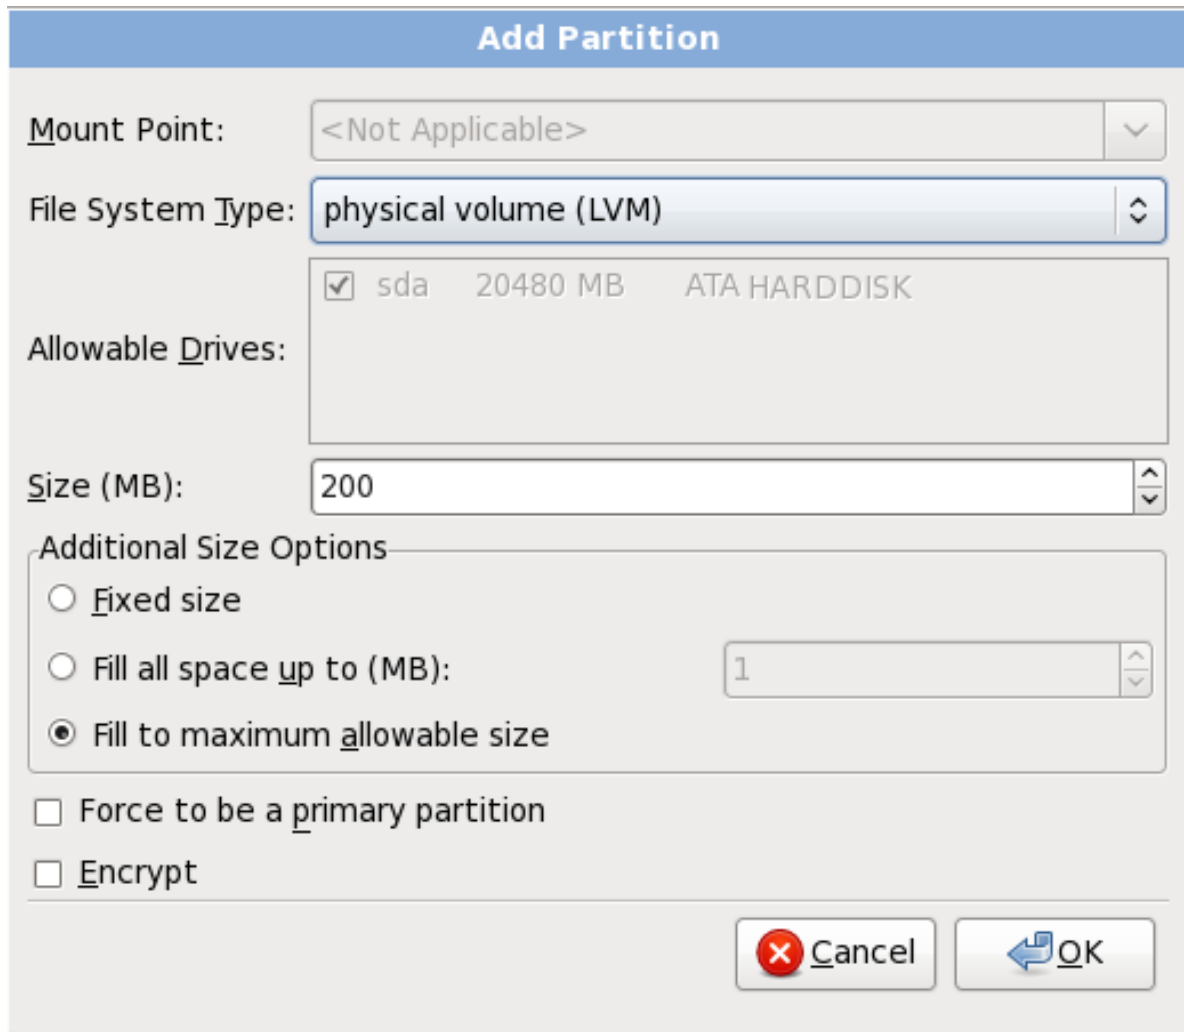 Add Partition
Mount Point: <Not Applicable>
File System Type: physical volume (LVM)
sda 20480 MB ATA HARDDISK
Allowable Drives:
Size (MB): 200
Additional Size Options
Fixed size
Fill all space up to (MB): 1
Fill to maximum allowable size
Force to be a primary partition
Encrypt
Cancel OK